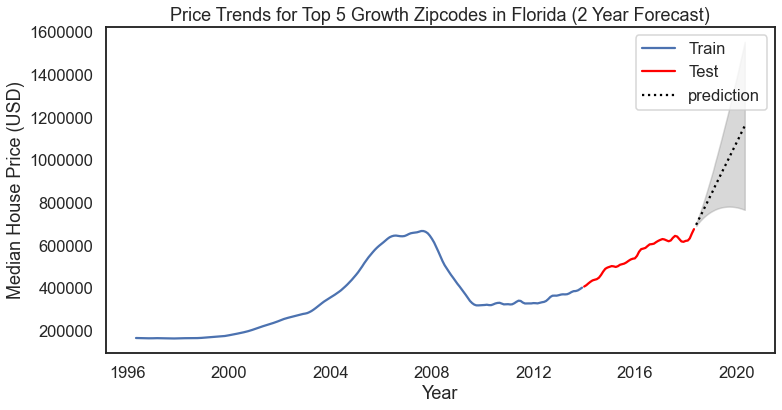 Price Trends for Top 5 Growth Zipcodes in Florida (2 Year Forecast)
1600000
1400000
1200000
1000000
800000
600000
400000
200000
Median House Price (USD)
Train
Test
prediction
1996
2000
2004
2008
2012
2016
2020
Year